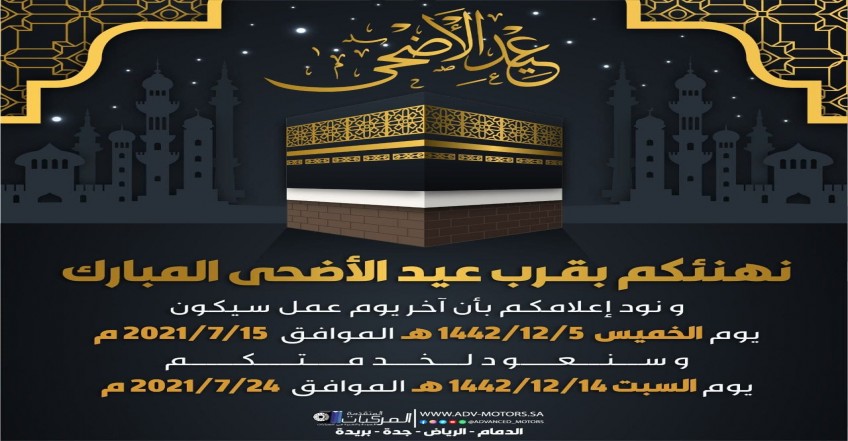 عيد الأضحى
نهنئكم بقرب عيد الأضحى المبارك
و نود إعلامكم بأن آخر يوم عمل سيكون
يوم الخميس 1442/12/5 هـ الموافق 2021/7/15 م
و سنعود لخدمتكم
يوم السبت 1442/12/14 هـ الموافق 2021/7/24 م
المتقدمة
المركبات
WWW.ADV-MOTORS.SA
@ADVANCED_MOTORS
الدمام - الرياض - جدة - بريدة